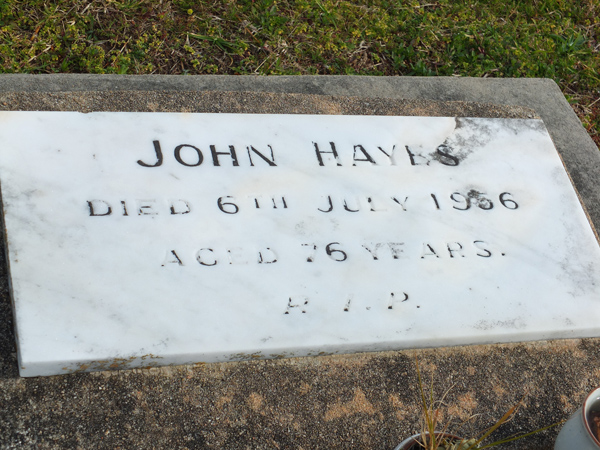 JOHN HAYES
DIED 6TH JULY 1956
AGED 76 YEARS.
R.I.P.